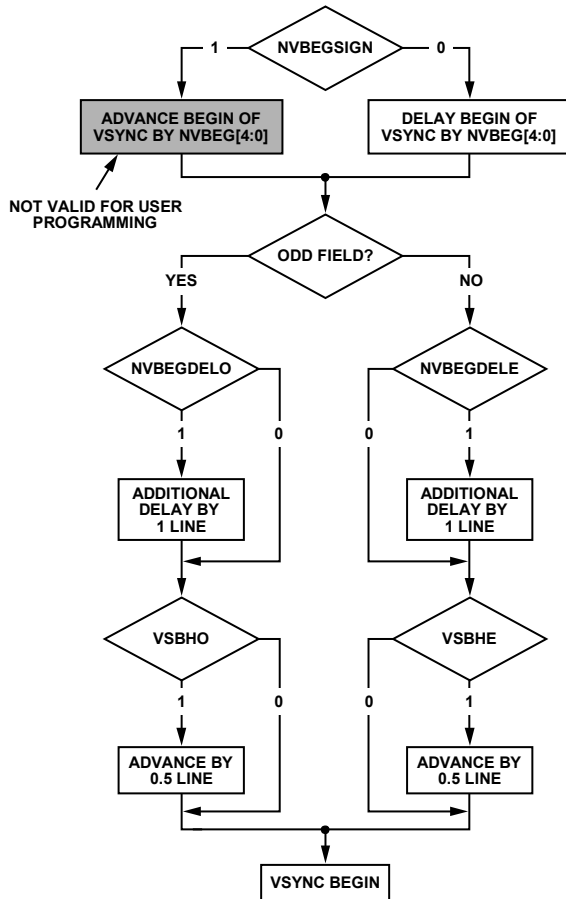 NVBEGSIGN
1
0
ADVANCE BEGIN OF
VSYNC BY NVBEG[4:0]
DELAY BEGIN OF
VSYNC BY NVBEG[4:0]
NOT VALID FOR USER
PROGRAMMING
ODD FIELD?
YES
NO
NVBEGDELO
NVBEGDELE
1
0
0
1
ADDITIONAL
DELAY BY
1 LINE
ADDITIONAL
DELAY BY
1 LINE
VSBHO
VSBHE
1
0
0
1
ADVANCE BY
0.5 LINE
ADVANCE BY
0.5 LINE
VSYNC BEGIN